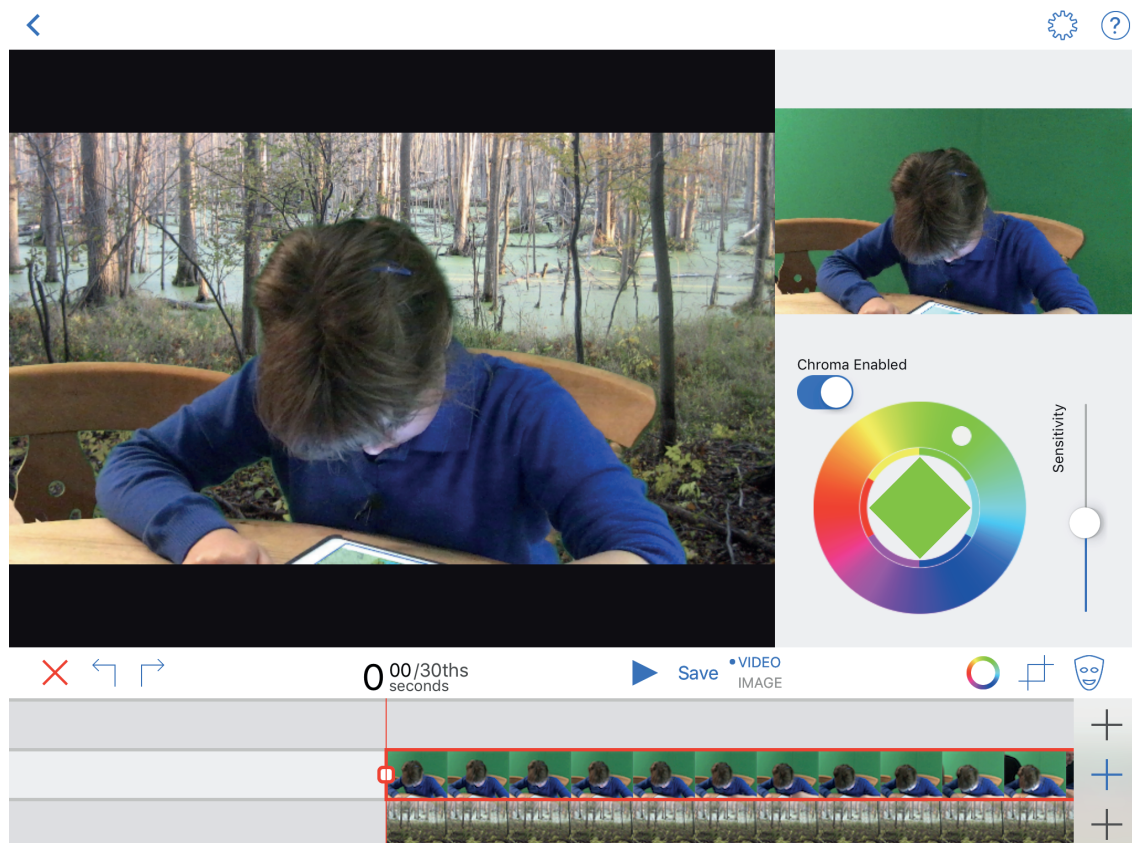 ?
Chroma Enabled
Sensitivity
0 00/30ths
seconds
Save
VIDEO
IMAGE